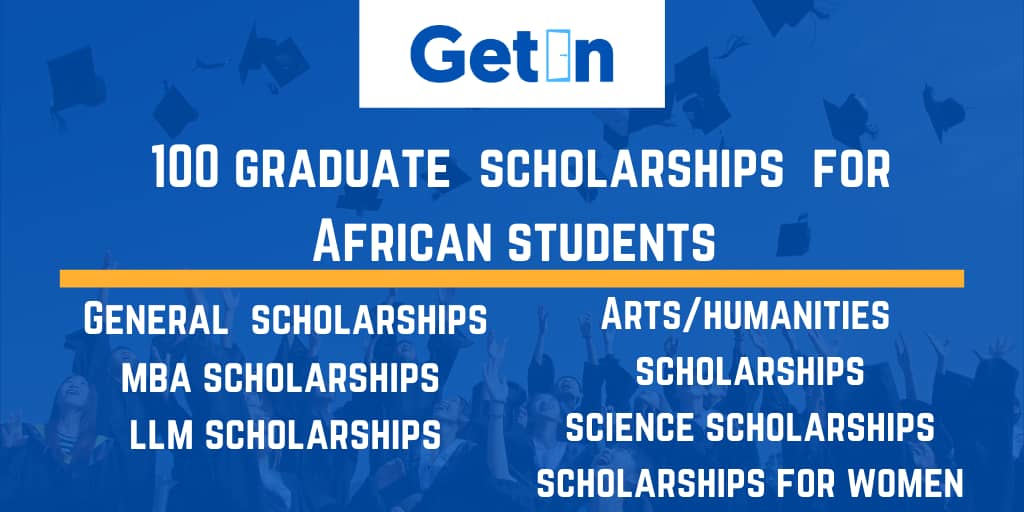 GetIn
100 GRADUATE SCHOLARSHIPS FOR
AFRICAN STUDENTS
GENERAL SCHOLARSHIPS
MBA SCHOLARSHIPS
LLM SCHOLARSHIPS
ARTS/HUMANITIES
SCHOLARSHIPS
SCIENCE SCHOLARSHIPS
SCHOLARSHIPS FOR WOMEN